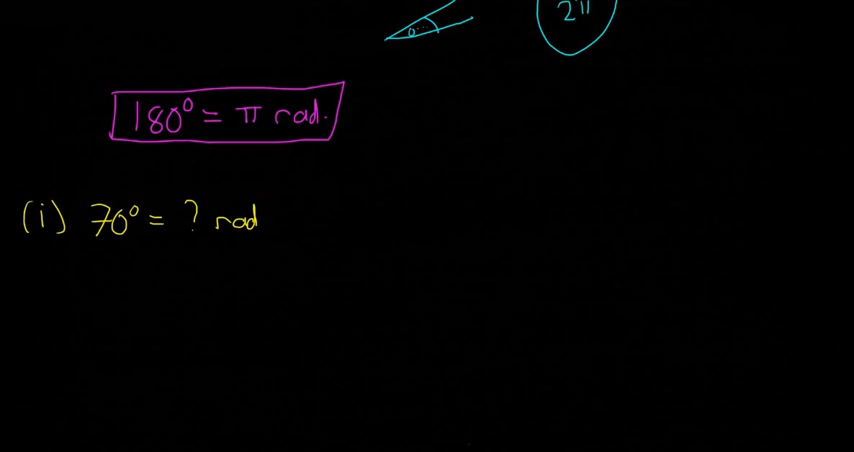 θ 2π
180° = π rad.
(i) 70° = ? rad